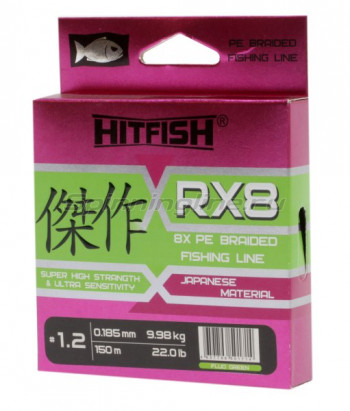 PE BRAIDED
FISHING LINE
HITFISH®
傑作
RX8
8X PE BRAIDED
FISHING LINE
SUPER HIGH STRENGTH
& ULTRA SENSITIVITY
JAPANESE
MATERIAL
#1.2
0.185 mm 9.98 kg
150 m 22.0 lb
FLUE GREEN